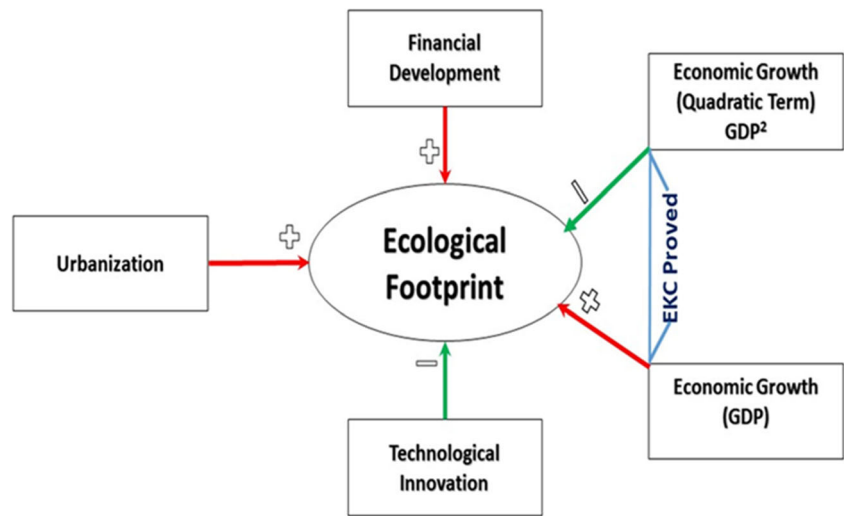 Financial
Development
Economic Growth
(Quadratic Term)
GDP²
Urbanization
Ecological
Footprint
EKC Proved
Economic Growth
(GDP)
Technological
Innovation